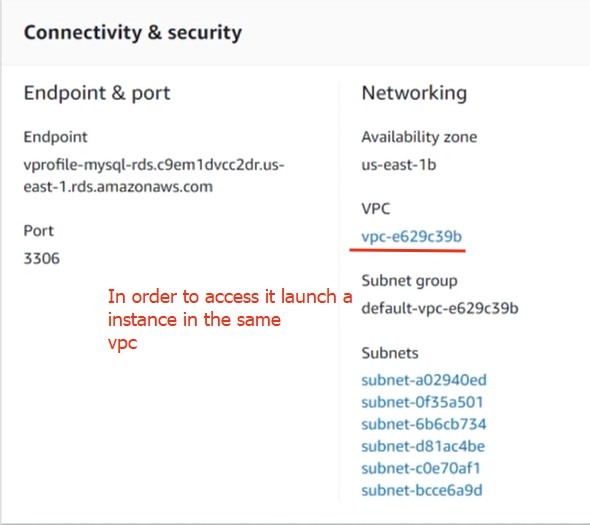 Connectivity & security
Endpoint & port
Endpoint
vprofile-mysql-rds.c9em1dvcc2dr.us-
east-1.rds.amazonaws.com
Port
3306
In order to access it launch a
instance in the same
vpc
Networking
Availability zone
us-east-1b
VPC
vpc-e629c39b
Subnet group
default-vpc-e629c39b
Subnets
subnet-a02940ed
subnet-0f35a501
subnet-6b6cb734
subnet-d81ac4be
subnet-c0e70af1
subnet-bcce6a9d